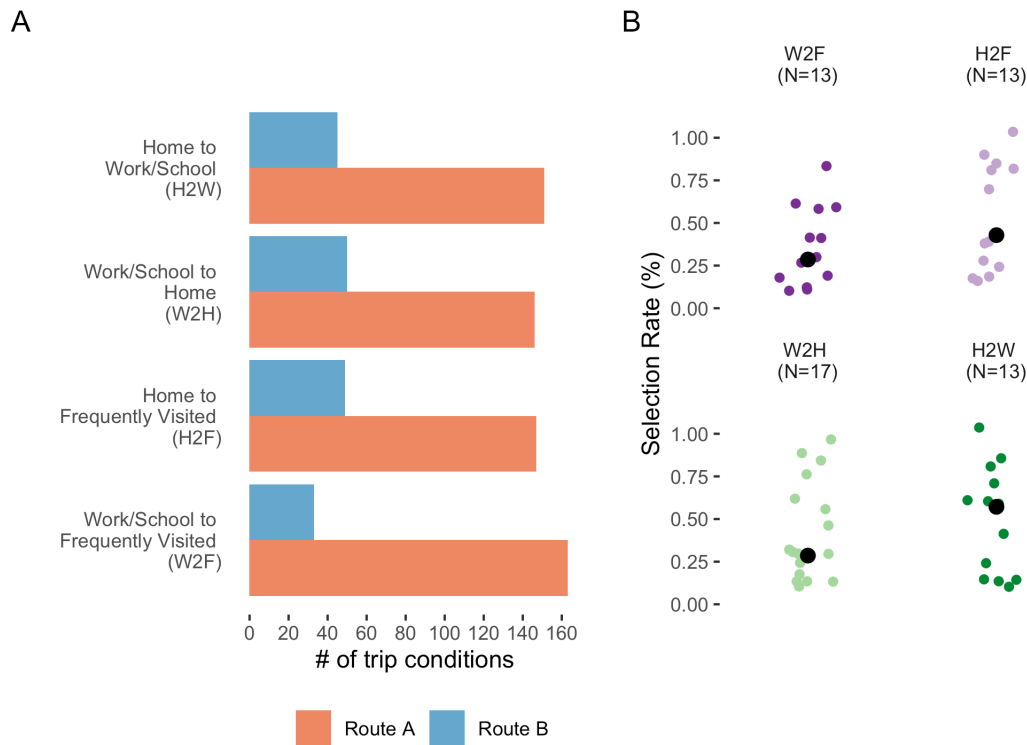 A
Home to
Work/School
(H2W)
Work/School to
Home
(W2H)
Home to
Frequently Visited
(H2F)
Work/School to
Frequently Visited
(W2F)
0 20 40 60 80 100 120 140 160
# of trip conditions
Route A Route B
B
W2F
(N=13)
H2F
(N=13)
1.00
0.75
0.50
0.25
0.00
Selection Rate (%)
W2H
(N=17)
H2W
(N=13)
1.00
0.75
0.50
0.25
0.00